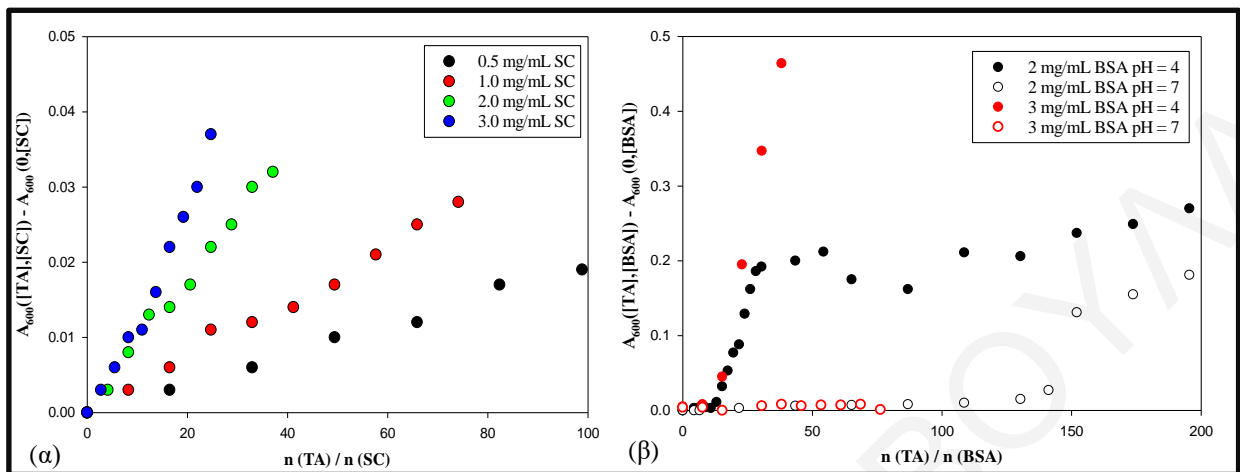 0.05
0.04
0.03
0.02
0.01
0.00
A₆₀₀([TA],[SC]) - A₆₀₀ (0,[SC])
0 20 40 60 80 100
n (TA) / n (SC)
(α)
0.5 mg/mL SC
1.0 mg/mL SC
2.0 mg/mL SC
3.0 mg/mL SC
0.5
0.4
0.3
0.2
0.1
0.0
A₆₀₀([TA],[BSA]) - A₆₀₀ (0,[BSA])
0 50 100 150 200
n (TA) / n (BSA)
(β)
2 mg/mL BSA pH = 4
2 mg/mL BSA pH = 7
3 mg/mL BSA pH = 4
3 mg/mL BSA pH = 7